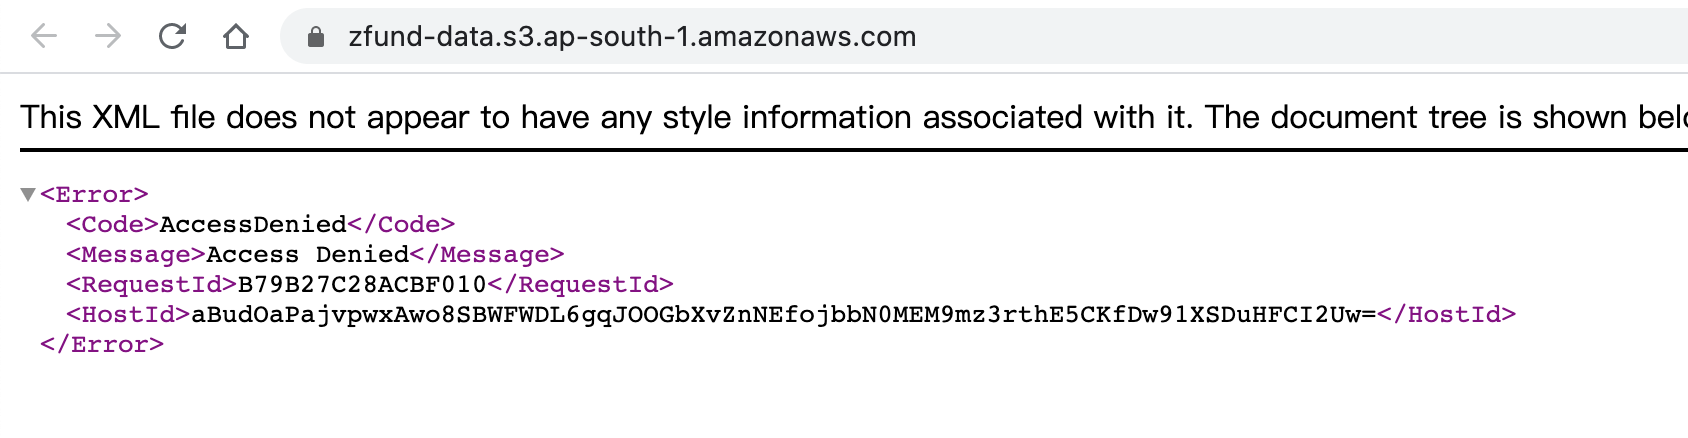 zfund-data.s3.ap-south-1.amazonaws.com
This XML file does not appear to have any style information associated with it. The document tree is shown
<Error>
<Code>AccessDenied</Code>
<Message>Access Denied</Message>
<RequestId>B79B27C28ACBF010</RequestId>
<HostId>aBudOaPajvpwxAwo8SBWFWDL6gqJOOGbXvZnNEfojbbN0MEM9mz3rthE5CKfDw91XSDuHFCI2Uw=</HostId>
</Error>